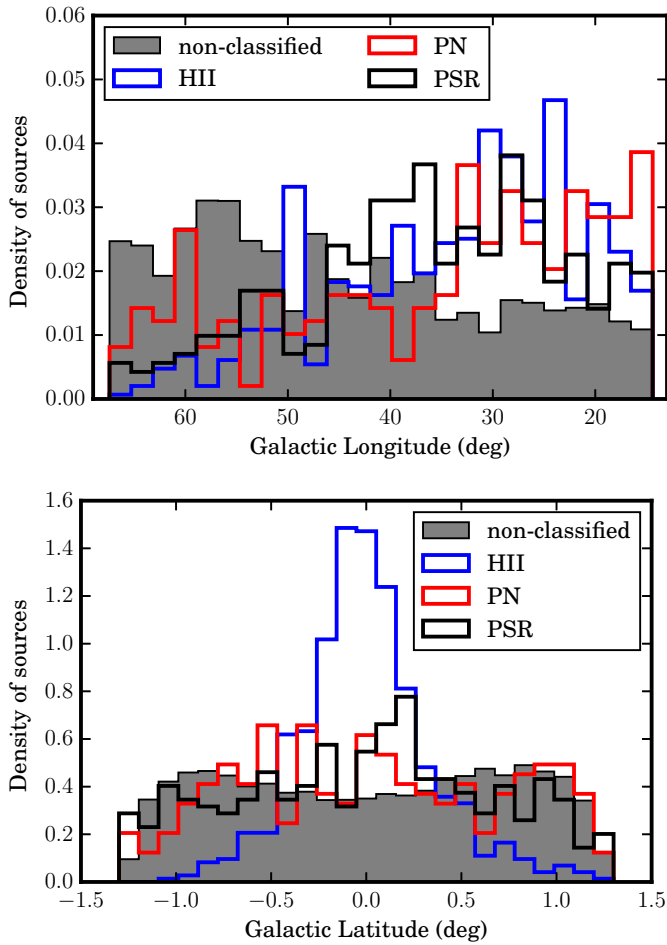 0.06
0.05
0.04
0.03
0.02
0.01
0.00
Density of sources
non-classified
HII
PN
PSR
60 50 40 30 20
Galactic Longitude (deg)
1.6
1.4
1.2
1.0
0.8
0.6
0.4
0.2
0.0
Density of sources
non-classified
HII
PN
PSR
−1.5 −1.0 −0.5 0.0 0.5 1.0 1.5
Galactic Latitude (deg)